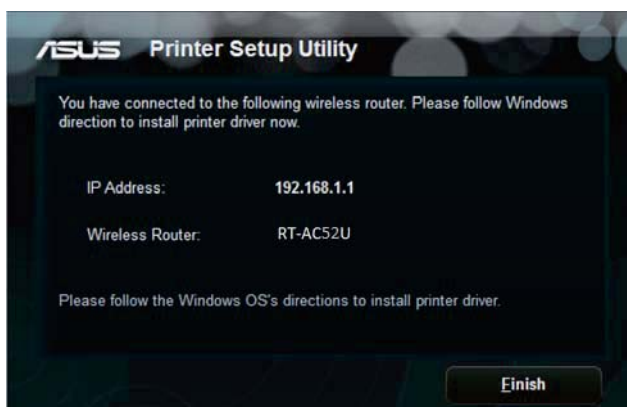 ASUS Printer Setup Utility
You have connected to the following wireless router. Please follow Windows
direction to install printer driver now.
IP Address: 192.168.1.1
Wireless Router: RT-AC52U
Please follow the Windows OS's directions to install printer driver.
Finish